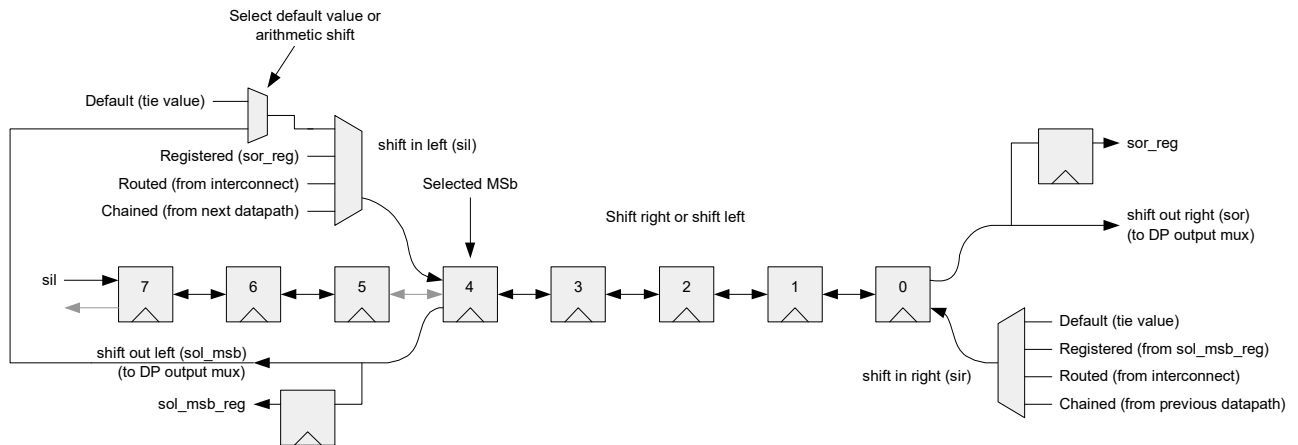 Select default value or
arithmetic shift
Default (tie value)
shift in left (sil)
Registered (sor_reg)
Routed (from interconnect)
Chained (from next datapath)
Selected MSb
Shift right or shift left
sor_reg
shift out right (sor)
(to DP output mux)
sil
7
6
5
4
3
2
1
0
shift out left (sol_msb)
(to DP output mux)
sol_msb_reg
shift in right (sir)
Default (tie value)
Registered (from sol_msb_reg)
Routed (from interconnect)
Chained (from previous datapath)